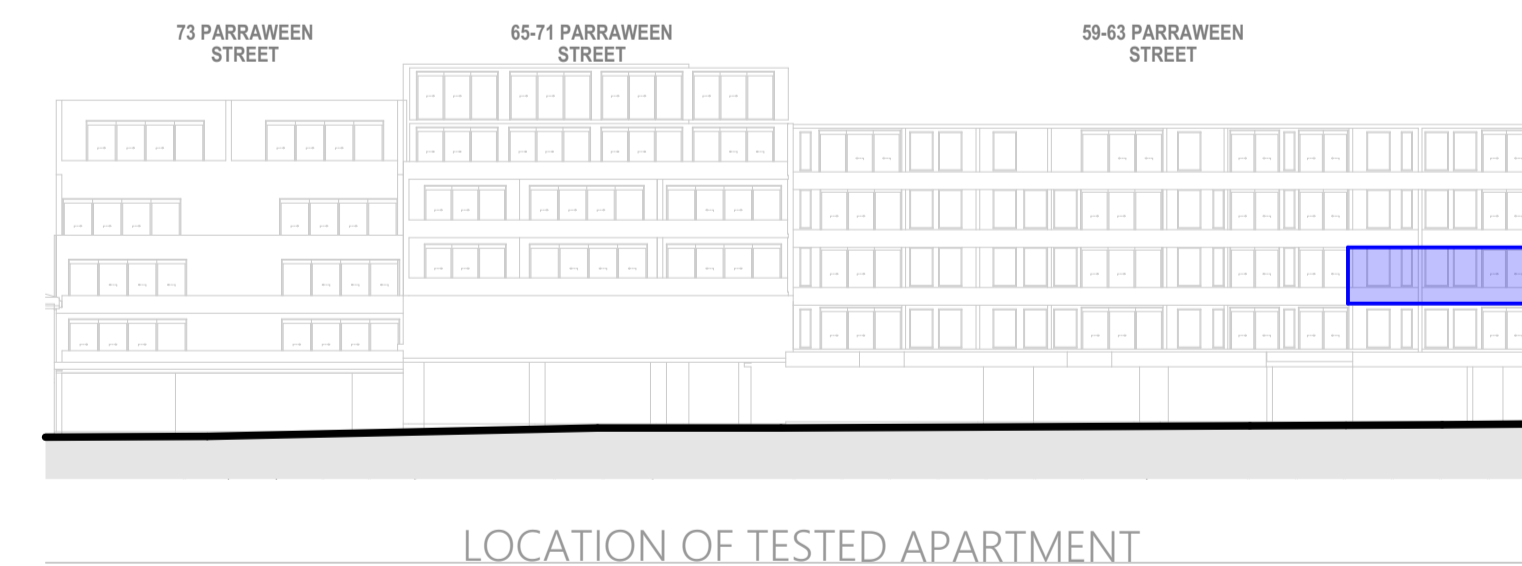 73 PARRAWEEN
STREET
65-71 PARRAWEEN
STREET
59-63 PARRAWEEN
STREET
LOCATION OF TESTED APARTMENT